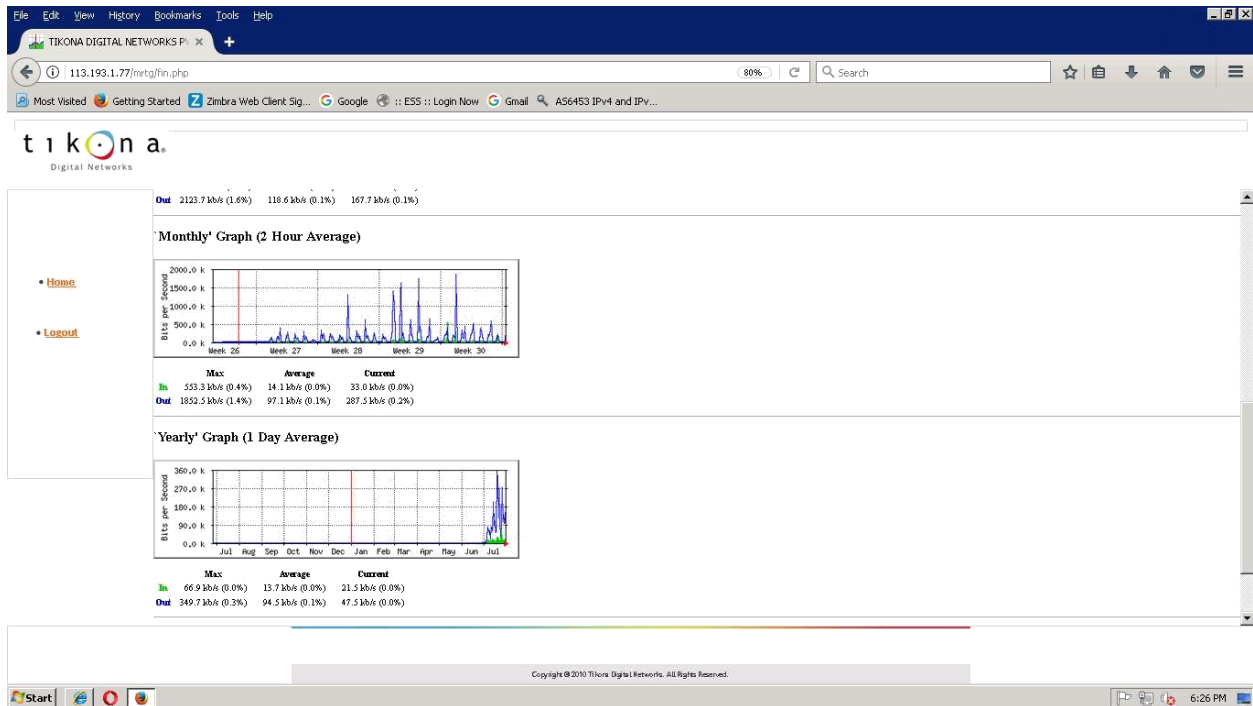 File Edit View History Bookmarks Tools Help
TIKONA DIGITAL NETWORKS P
113.193.1.77/mrtg/fin.php 80% Search
Most Visited Getting Started Zimbra Web Client Sig... Google :: ESS :: Login Now Gmail AS6453 IPv4 and IPv...
tikona.
Digital Networks
Home
Logout
Out 2123.7 kb/s (1.6%) 118.6 kb/s (0.1%) 167.7 kb/s (0.1%)
`Monthly' Graph (2 Hour Average)
Bits per Second
2000.0 k
1500.0 k
1000.0 k
500.0 k
0.0 k
Week 26 Week 27 Week 28 Week 29 Week 30
Max Average Current
In 553.3 kb/s (0.4%) 14.1 kb/s (0.0%) 33.0 kb/s (0.0%)
Out 1852.5 kb/s (1.4%) 97.1 kb/s (0.1%) 287.5 kb/s (0.2%)
`Yearly' Graph (1 Day Average)
Bits per Second
360.0 k
270.0 k
180.0 k
90.0 k
0.0 k
Jul Aug Sep Oct Nov Dec Jan Feb Mar Apr May Jun Jul
Max Average Current
In 66.9 kb/s (0.0%) 13.7 kb/s (0.0%) 21.5 kb/s (0.0%)
Out 349.7 kb/s (0.3%) 94.5 kb/s (0.1%) 47.5 kb/s (0.0%)
Copyright @ 2010 Tikona Digital Networks. All Rights Reserved.
Start 6:26 PM